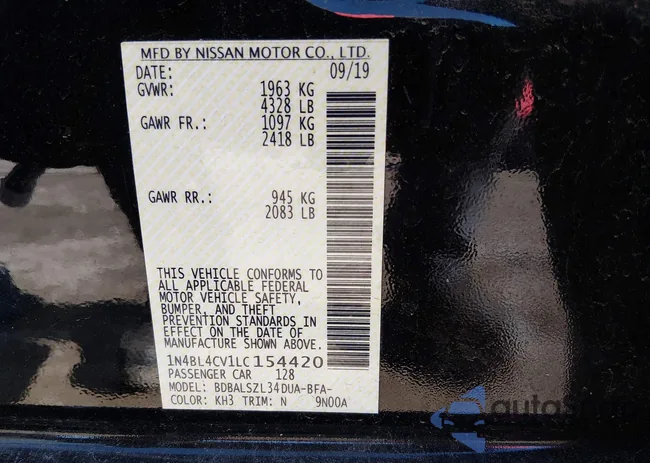 MFD BY NISSAN MOTOR CO., LTD.
DATE: 09/19
GVWR: 1963 KG
4328 LB
GAWR FR.: 1097 KG
2418 LB
GAWR RR.: 945 KG
2083 LB
THIS VEHICLE CONFORMS TO
ALL APPLICABLE FEDERAL
MOTOR VEHICLE SAFETY,
BUMPER, AND THEFT
PREVENTION STANDARDS IN
EFFECT ON THE DATE OF
MANUFACTURE SHOWN ABOVE.
1N4BL4CV1LC154420
PASSENGER CAR 128
MODEL: BDBALSZL34DUA-BFA-
COLOR: KH3 TRIM: N 9N00A